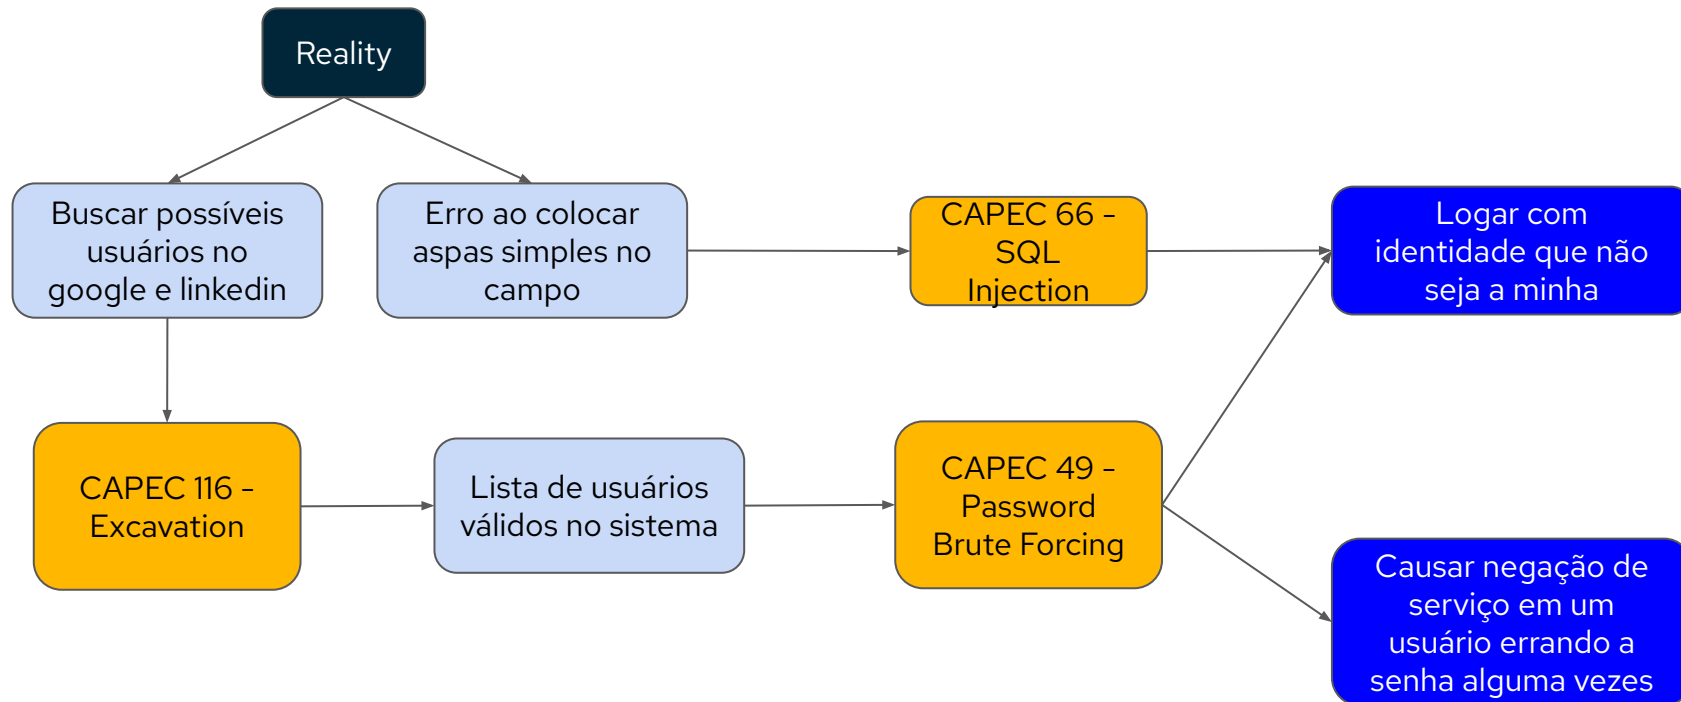 Reality
Buscar possíveis
usuários no
google e linkedin
Erro ao colocar
aspas simples no
campo
CAPEC 66 -
SQL
Injection
Logar com
identidade que não
seja a minha
CAPEC 116 -
Excavation
Lista de usuários
válidos no sistema
CAPEC 49 -
Password
Brute Forcing
Causar negação de
serviço em um
usuário errando a
senha alguma vezes